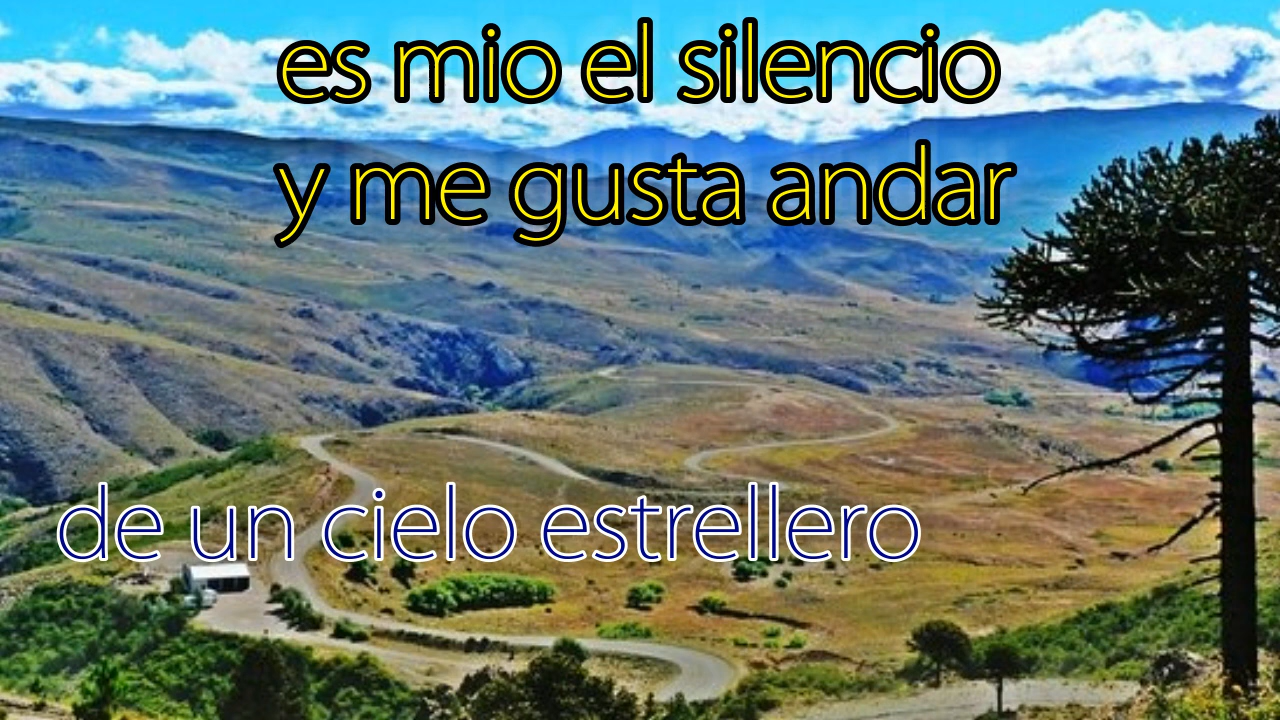 es mio el silencio
y me gusta andar
de un cielo estrellero